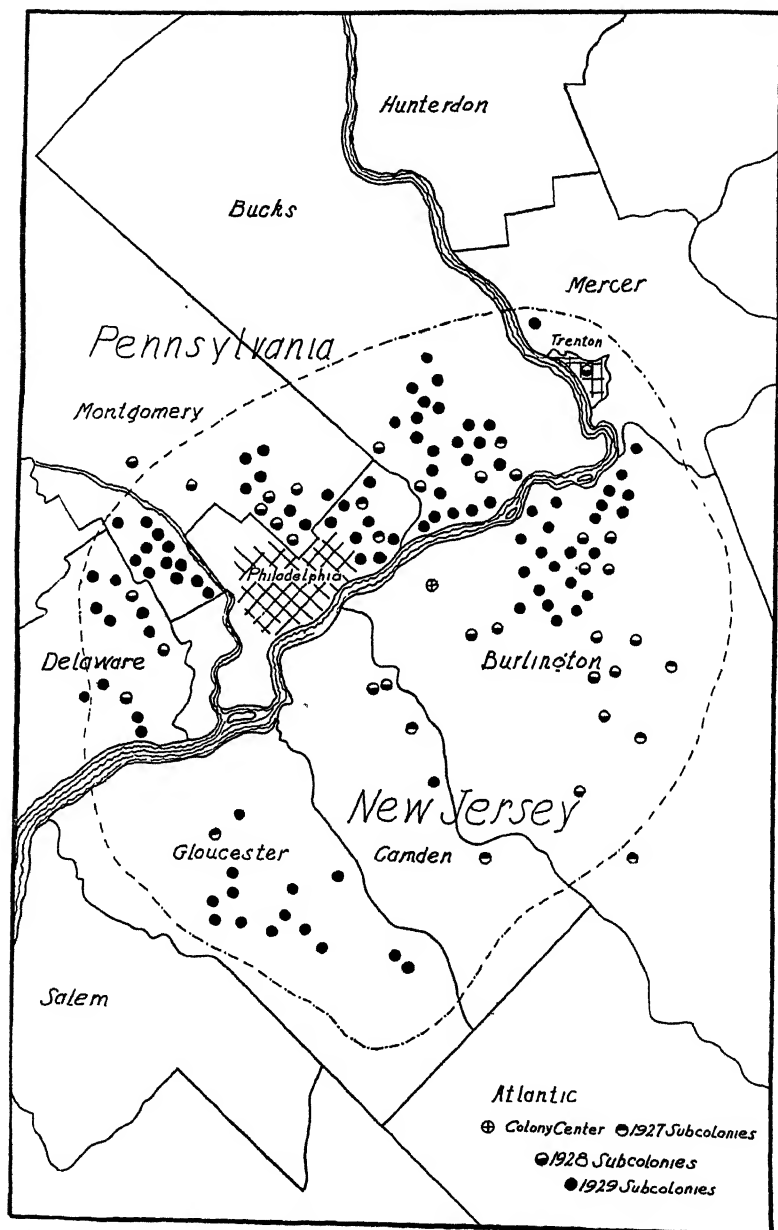 Hunterdon
Bucks
Mercer
Trenton
Pennsylvania
Montgomery
Philadelphia
Delaware
Burlington
New Jersey
Gloucester
Camden
Salem
Atlantic
Colony Center 1927 Subcolonies
1928 Subcolonies
1929 Subcolonies